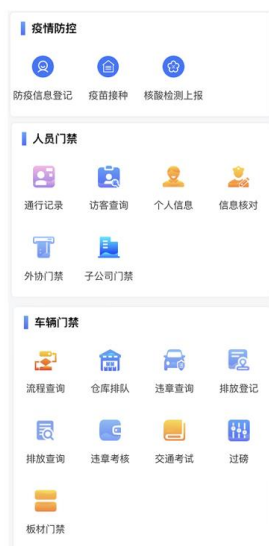 疫情防控
防疫信息登记 疫苗接种 核酸检测上报
人员门禁
通行记录 访客查询 个人信息 信息核对
外协门禁 子公司门禁
车辆门禁
流程查询 仓库排队 违章查询 排放登记
排放查询 违章考核 交通考试 过磅
板材门禁